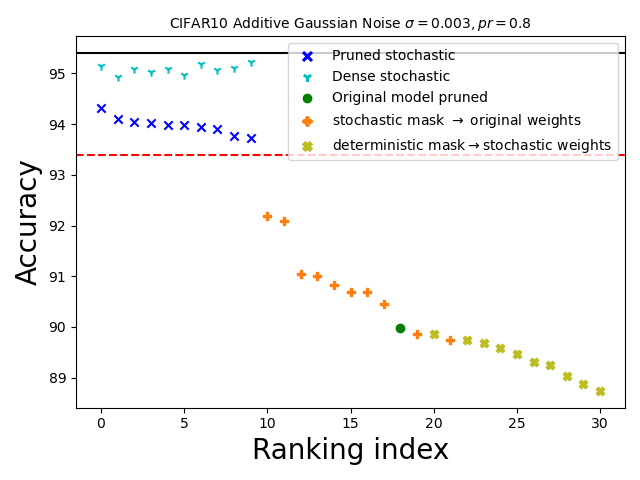 CIFAR10 Additive Gaussian Noise σ = 0.003, pr = 0.8
Pruned stochastic
Dense stochastic
Original model pruned
stochastic mask → original weights
deterministic mask→stochastic weights
Accuracy
95
94
93
92
91
90
89
0 5 10 15 20 25 30
Ranking index